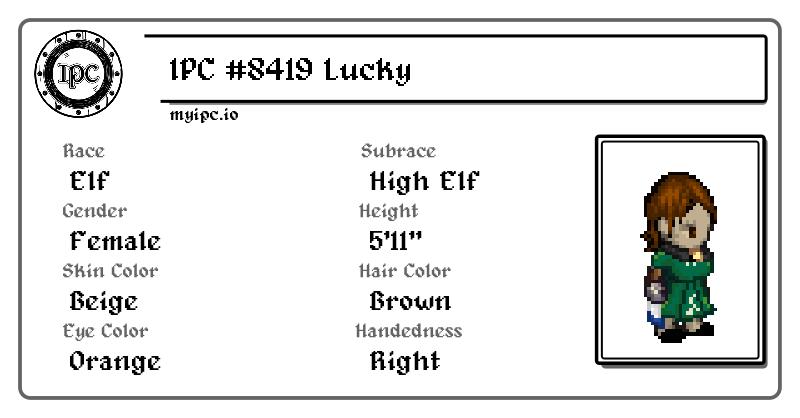 IPC
IPC #8419 Lucky
myipc.io
Race
Elf
Subrace
High Elf
Gender
Female
Height
5'11"
Skin Color
Beige
Hair Color
Brown
Eye Color
Orange
Handedness
Right